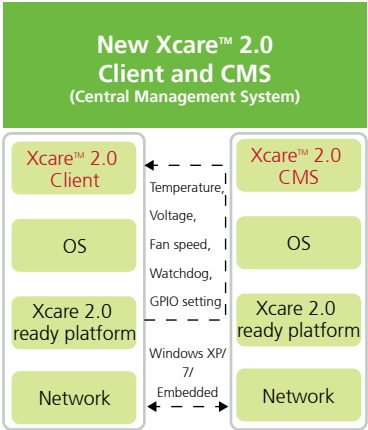 New Xcare™ 2.0
Client and CMS
(Central Management System)
Xcare™ 2.0
Client
OS
Xcare 2.0
ready platform
Network
Temperature,
Voltage,
Fan speed,
Watchdog,
GPIO setting
Windows XP/
7/
Embedded
Xcare™ 2.0
CMS
OS
Xcare 2.0
ready platform
Network